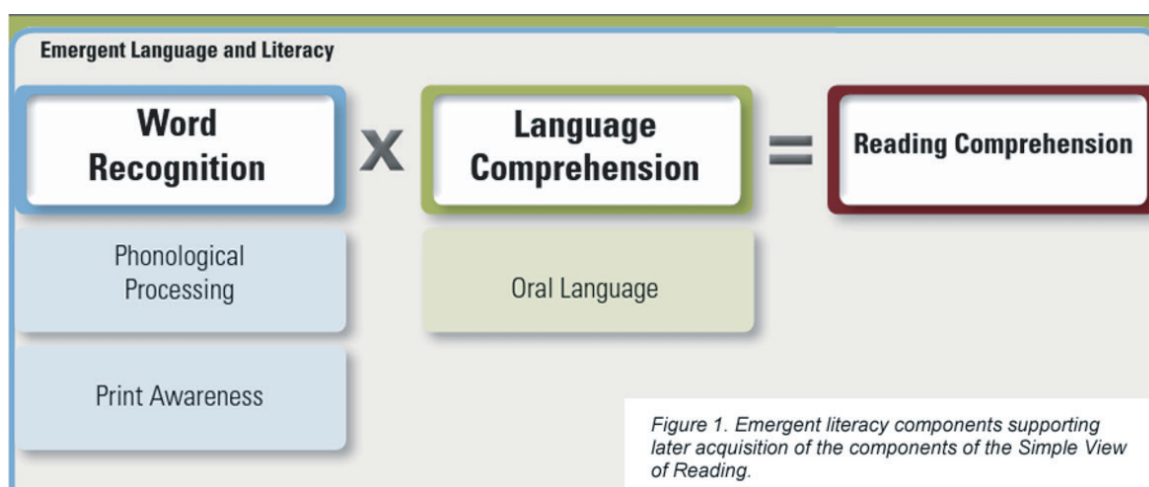 Emergent Language and Literacy
Word
Recognition
x
Language
Comprehension
=
Reading Comprehension
Phonological
Processing
Oral Language
Print Awareness
Figure 1. Emergent literacy components supporting
later acquisition of the components of the Simple View
of Reading.